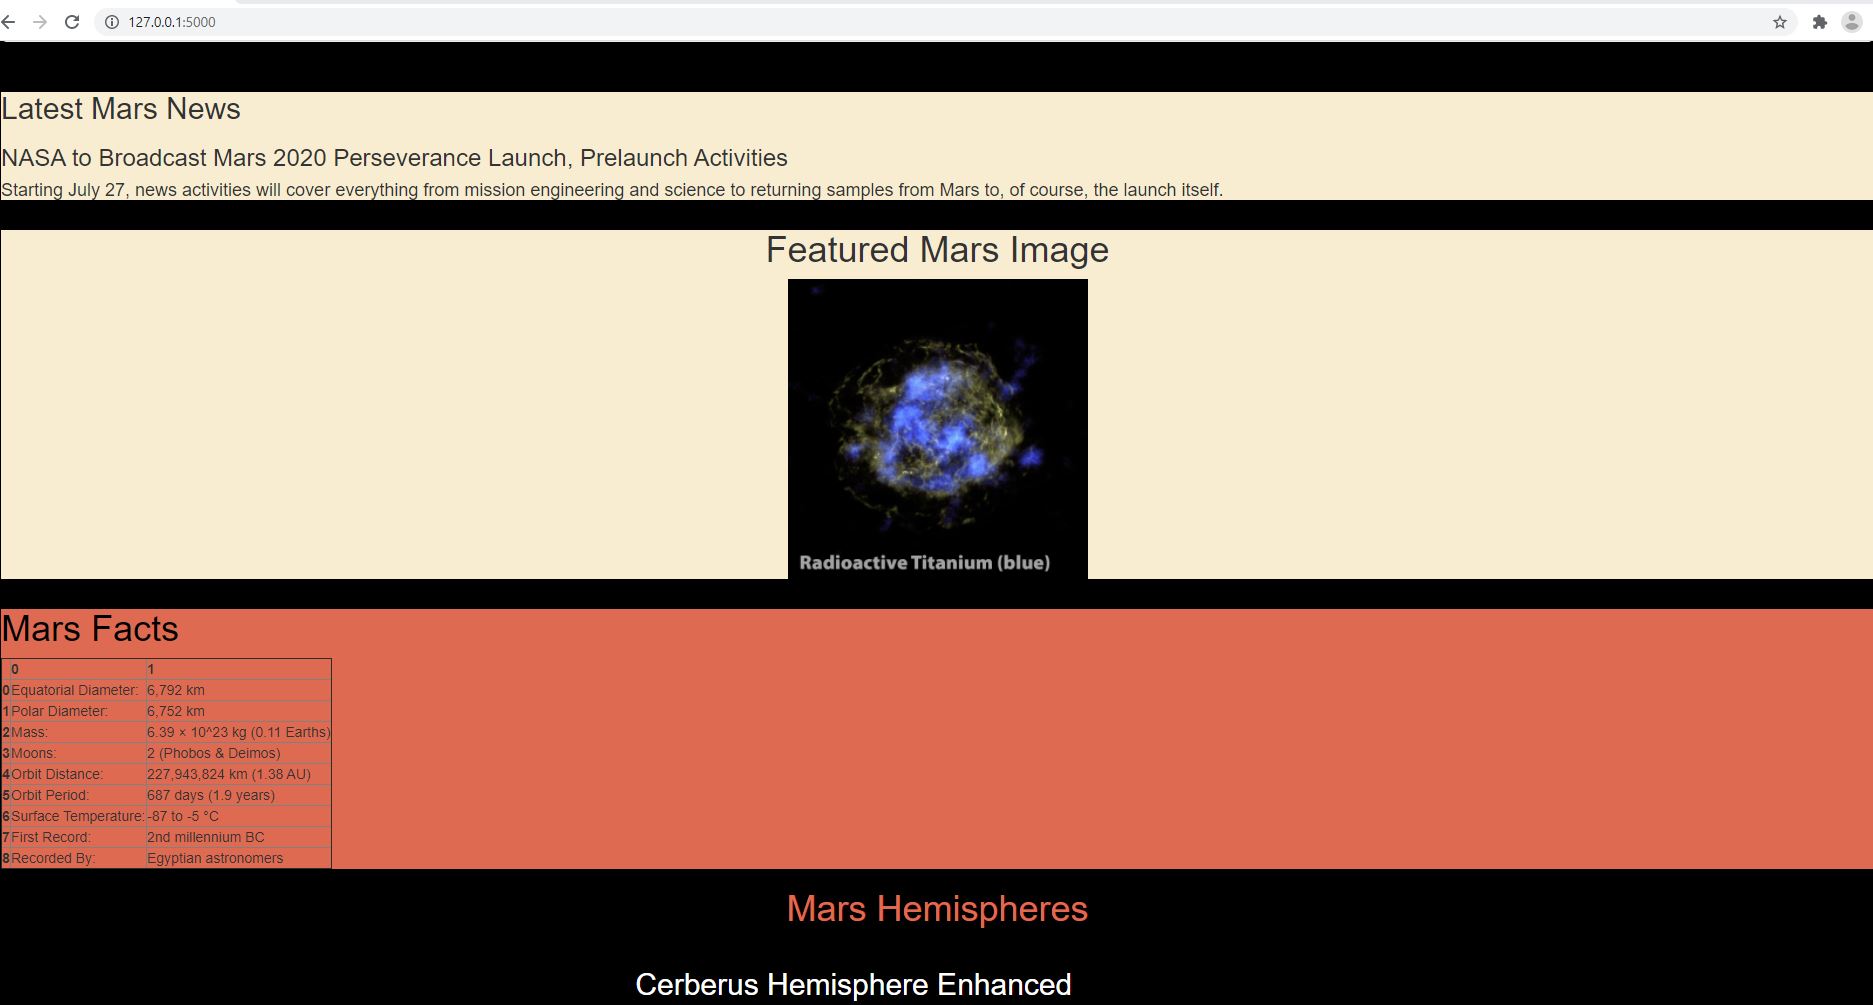 127.0.0.1:5000
Latest Mars News
NASA to Broadcast Mars 2020 Perseverance Launch, Prelaunch Activities
Starting July 27, news activities will cover everything from mission engineering and science to returning samples from Mars to, of course, the launch itself.
Featured Mars Image
Radioactive Titanium (blue)
Mars Facts
0 1
0 Equatorial Diameter: 6,792 km
1 Polar Diameter: 6,752 km
2 Mass: 6.39 × 10^23 kg (0.11 Earths)
3 Moons: 2 (Phobos & Deimos)
4 Orbit Distance: 227,943,824 km (1.38 AU)
5 Orbit Period: 687 days (1.9 years)
6 Surface Temperature: -87 to -5 °C
7 First Record: 2nd millennium BC
8 Recorded By: Egyptian astronomers
Mars Hemispheres
Cerberus Hemisphere Enhanced